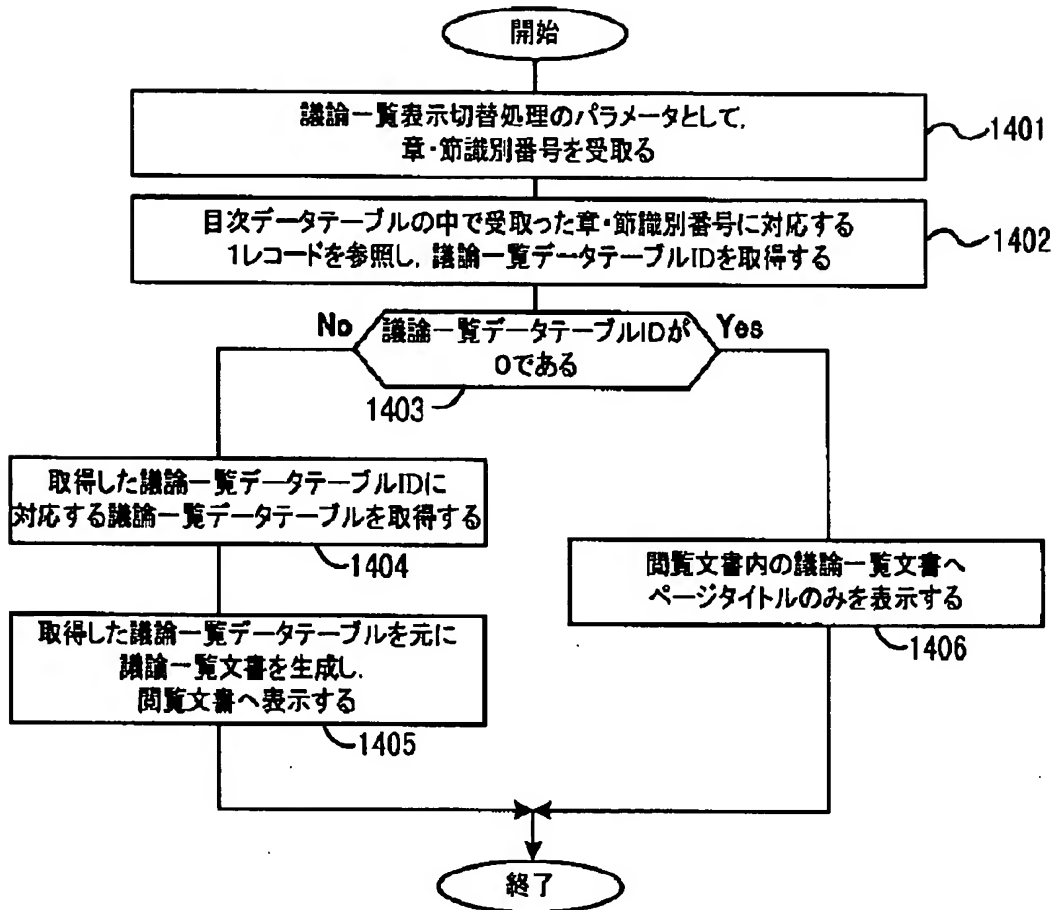 開始
議論一覧表示切替処理のパラメータとして,
章・節識別番号を受取る
1401
目次データテーブルの中で受取った章・節識別番号に対応する
1レコードを参照し,議論一覧データテーブルIDを取得する
1402
No
議論一覧データテーブルIDが
0である
Yes
1403
取得した議論一覧データテーブルIDに
対応する議論一覧データテーブルを取得する
1404
閲覧文書内の議論一覧文書へ
ページタイトルのみを表示する
1406
取得した議論一覧データテーブルを元に
議論一覧文書を生成し,
閲覧文書へ表示する
1405
終了